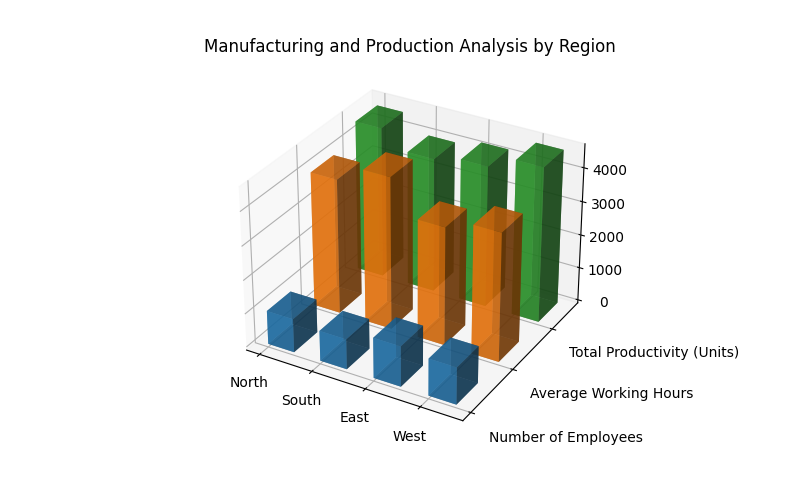 Manufacturing and Production Analysis by Region
4000
3000
2000
1000
0
Total Productivity (Units)
Average Working Hours
Number of Employees
North
South
East
West